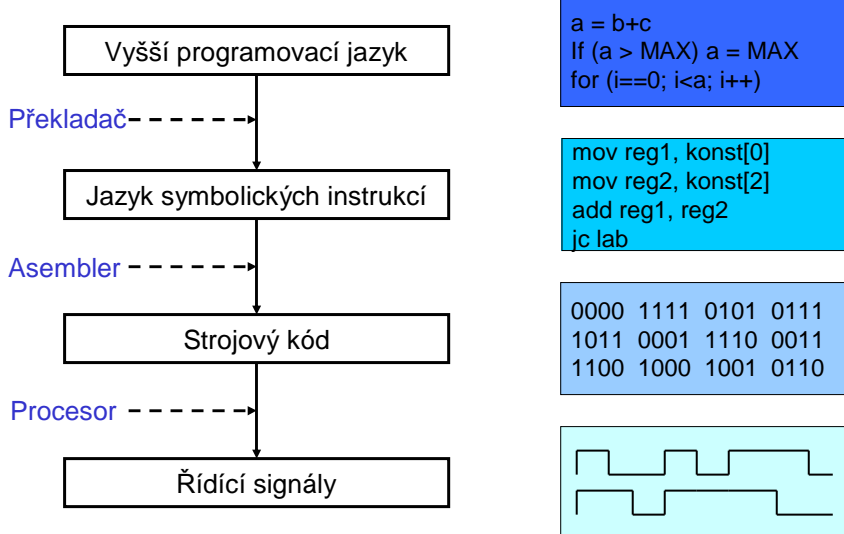 Vyšší programovací jazyk
a = b+c
If (a > MAX) a = MAX
for (i==0; i<a; i++)
Překladač
Jazyk symbolických instrukcí
mov reg1, konst[0]
mov reg2, konst[2]
add reg1, reg2
jc lab
Asembler
Strojový kód
0000 1111 0101 0111
1011 0001 1110 0011
1100 1000 1001 0110
Procesor
Řídící signály